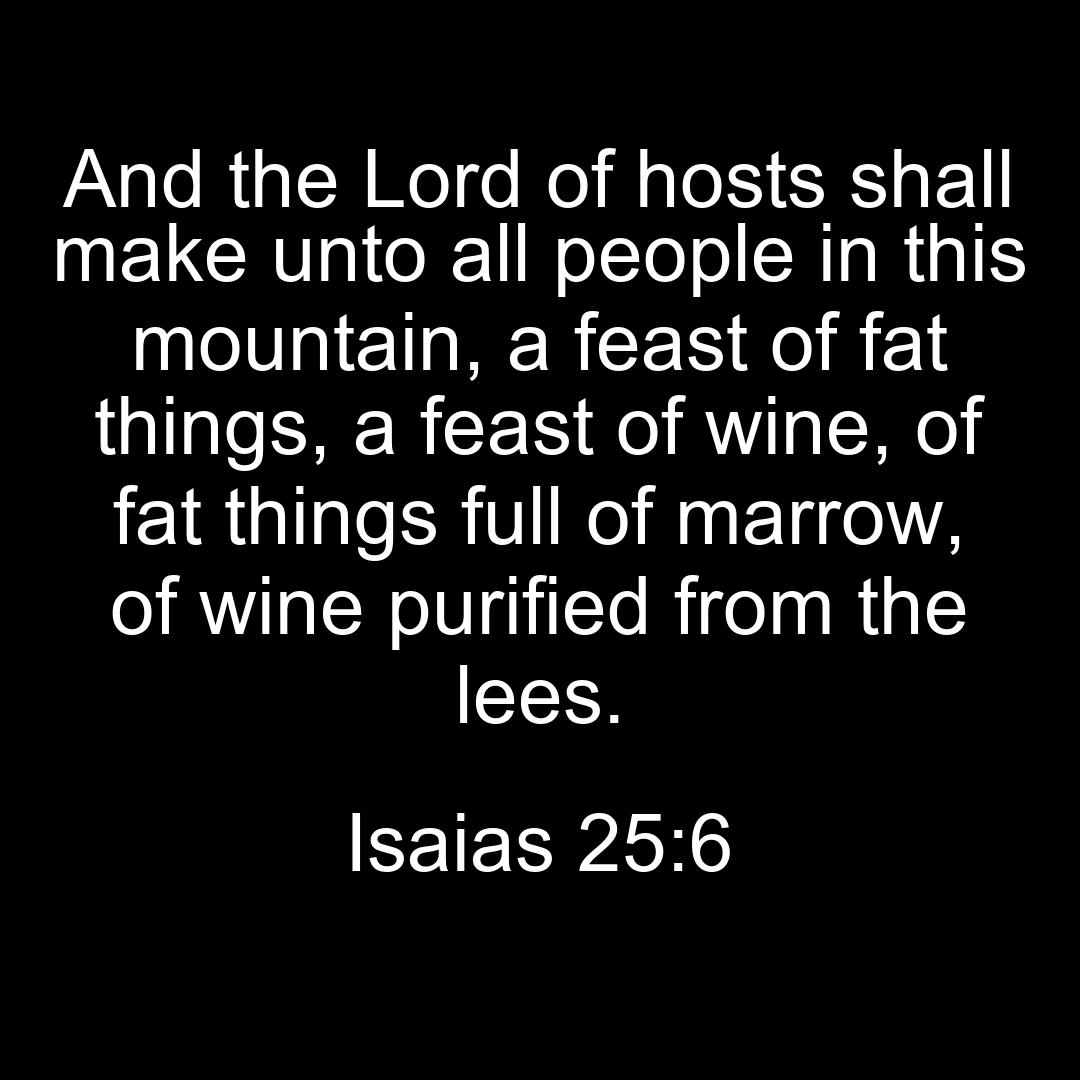 And the Lord of hosts shall
make unto all people in this
mountain, a feast of fat
things, a feast of wine, of
fat things full of marrow,
of wine purified from the
lees.
Isaias 25:6